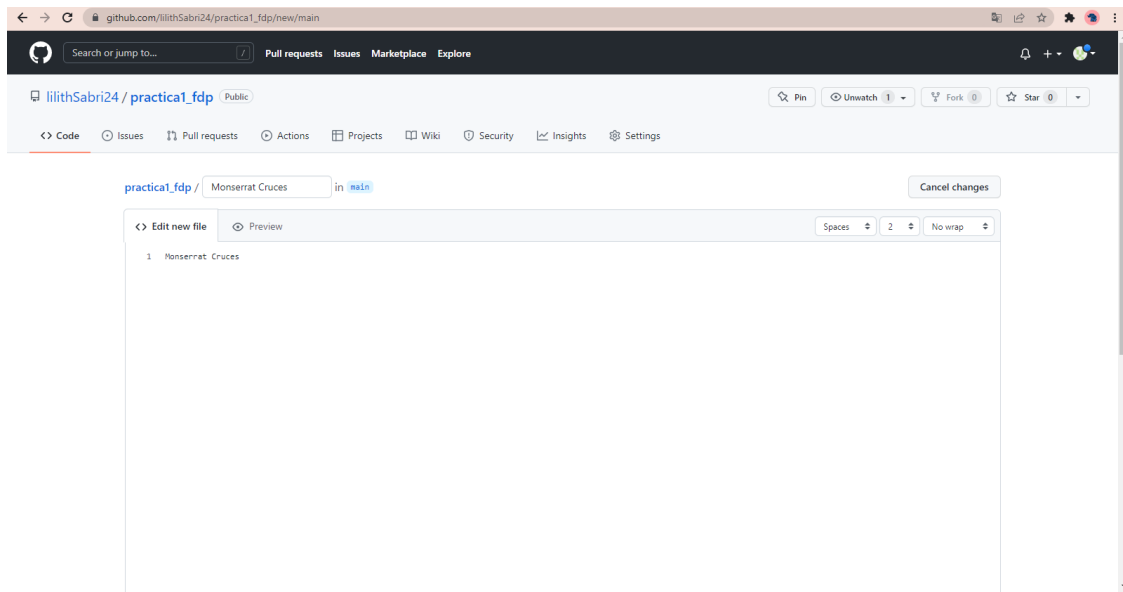 github.com/lilithSabri24/practica1_fdp/new/main
Search or jump to... / Pull requests Issues Marketplace Explore
lilithSabri24 / practica1_fdp Public Pin Unwatch 1 Fork 0 Star 0
<> Code Issues Pull requests Actions Projects Wiki Security Insights Settings
practica1_fdp / Monserrat Cruces in main Cancel changes
<> Edit new file Preview Spaces 2 No wrap
1 Monserrat Cruces